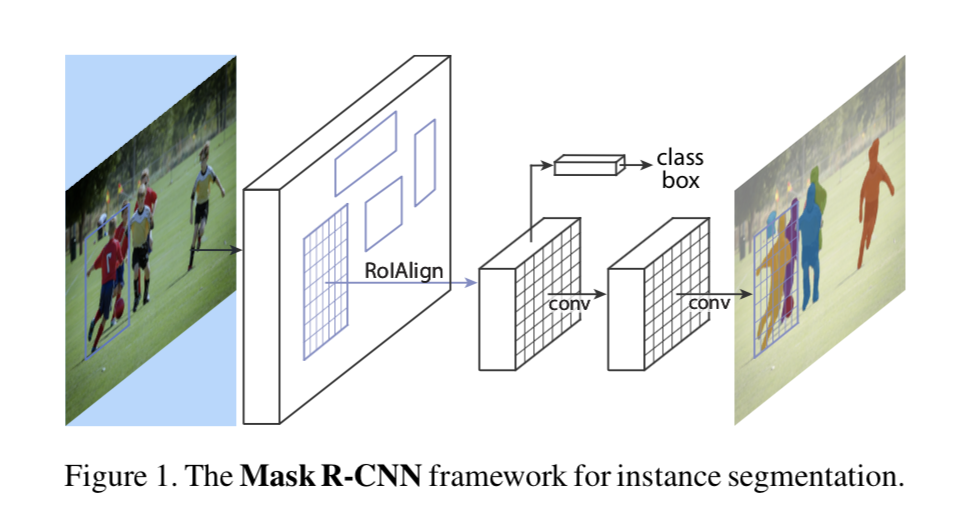 class
box
RoIAlign
conv
conv
Figure 1. The Mask R-CNN framework for instance segmentation.